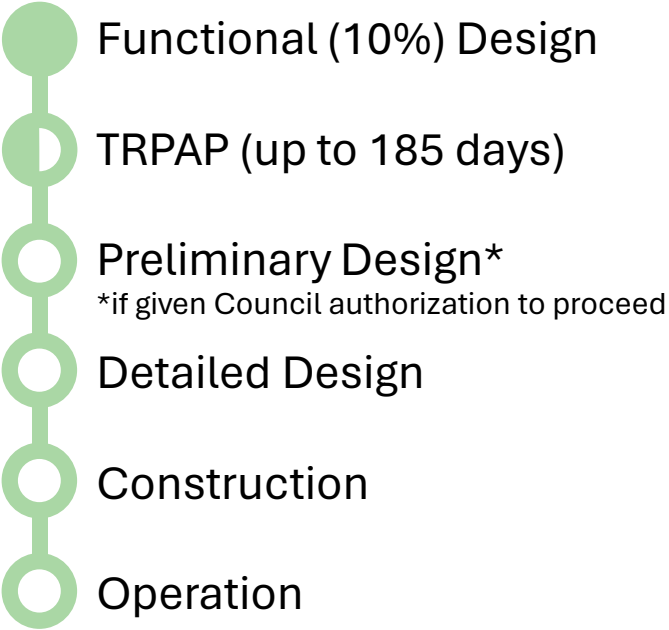 Functional (10%) Design
TRPAP (up to 185 days)
Preliminary Design*
*if given Council authorization to proceed
Detailed Design
Construction
Operation